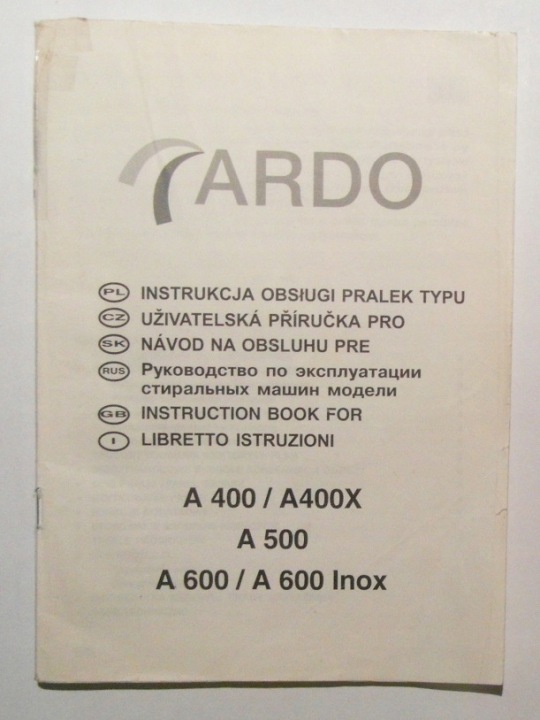 ARDO
PL INSTRUKCJA OBSŁUGI PRALEK TYPU
CZ UŽIVATELSKÁ PŘÍRUČKA PRO
SK NÁVOD NA OBSLUHU PRE
RUS Руководство по эксплуатации
стиральных машин модели
GB INSTRUCTION BOOK FOR
I LIBRETTO ISTRUZIONI
A 400 / A400X
A 500
A 600 / A 600 Inox